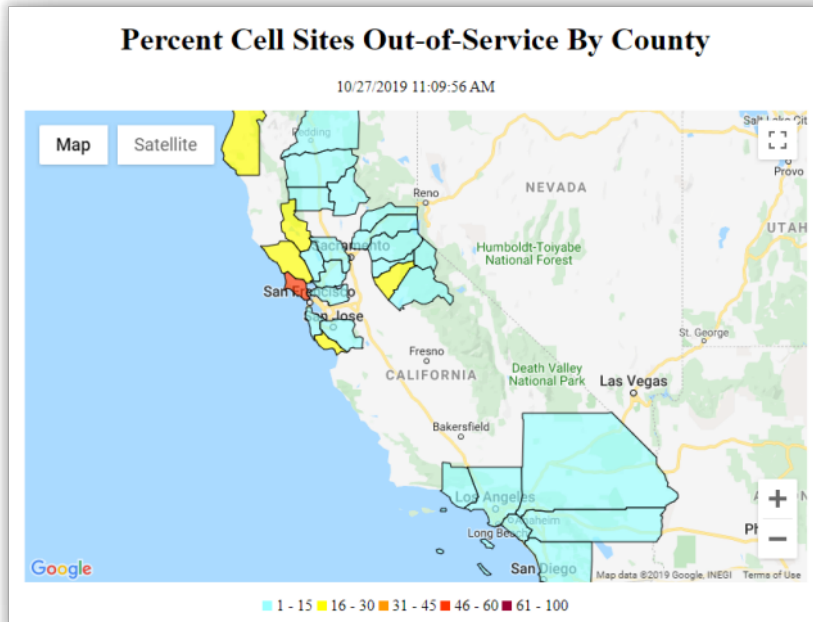 Percent Cell Sites Out-of-Service By County
10/27/2019 11:09:56 AM
Map
Satellite
Redding
Salt Lake City
Provo
Reno
NEVADA
UTAH
Sacramento
Humboldt-Toiyabe
National Forest
San Francisco
San Jose
St. George
Fresno
Death Valley
National Park
CALIFORNIA
Las Vegas
Bakersfield
Los Angeles
Anaheim
Long Beach
San Diego
Google
Map data ©2019 Google, INEGI
Terms of Use
1 - 15
16 - 30
31 - 45
46 - 60
61 - 100